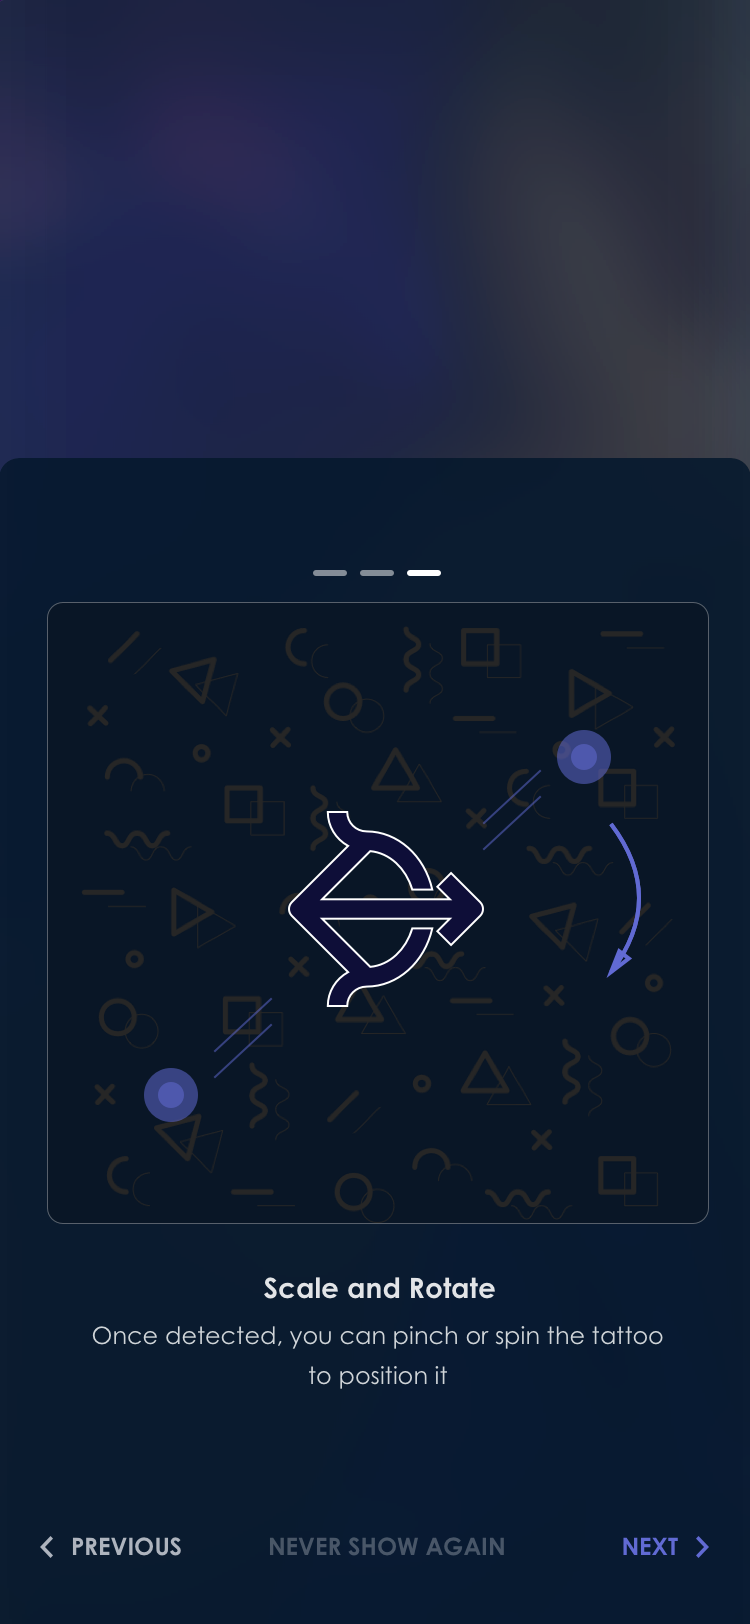 Scale and Rotate
Once detected, you can pinch or spin the tattoo
to position it
PREVIOUS
NEVER SHOW AGAIN
NEXT